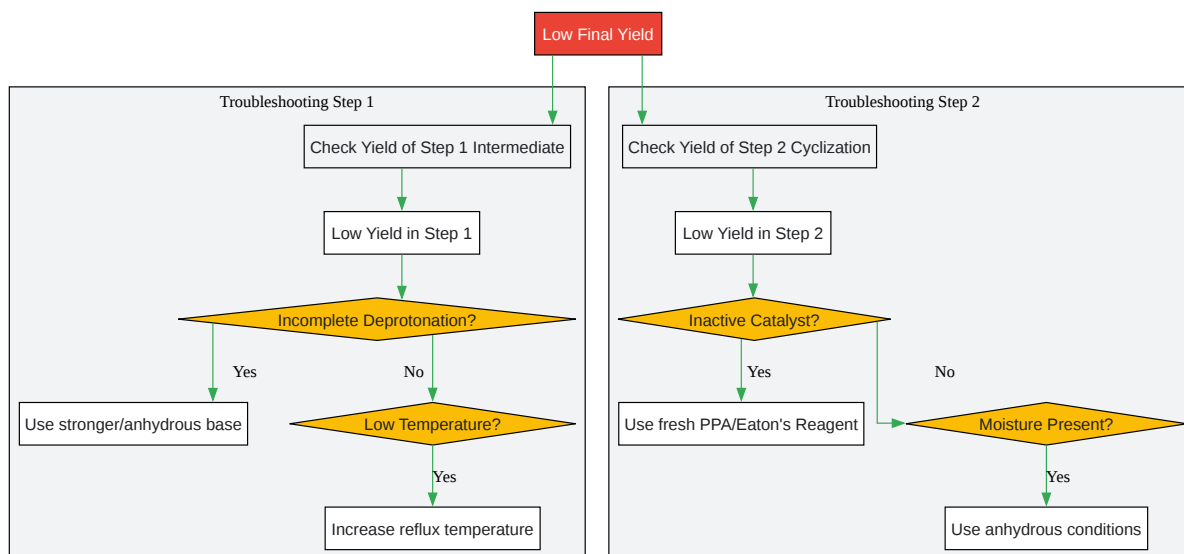 Low Final Yield
Troubleshooting Step 1
Check Yield of Step 1 Intermediate
Low Yield in Step 1
Incomplete Deprotonation?
Yes
No
Use stronger/anhydrous base
Low Temperature?
Yes
Increase reflux temperature
Troubleshooting Step 2
Check Yield of Step 2 Cyclization
Low Yield in Step 2
Inactive Catalyst?
Yes
No
Use fresh PPA/Eaton's Reagent
Moisture Present?
Yes
Use anhydrous conditions